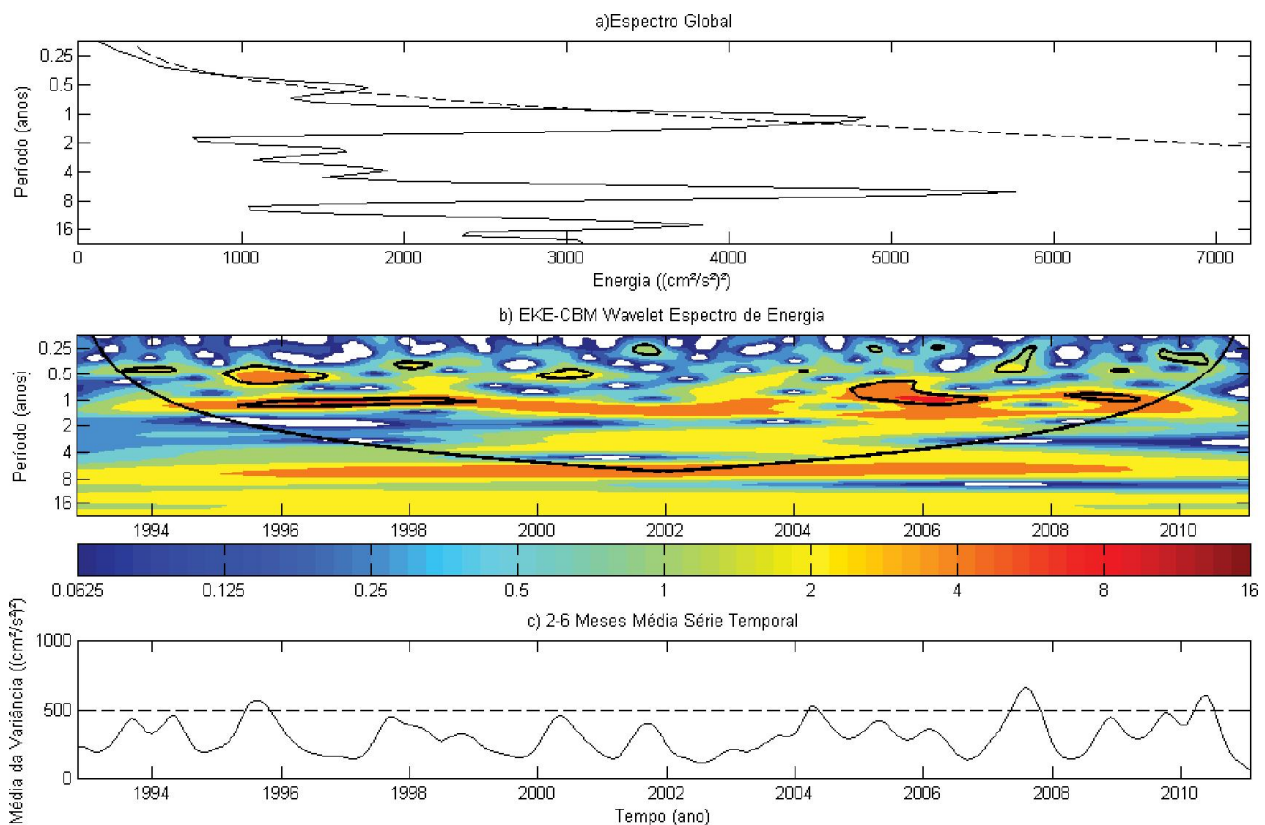 a)Espectro Global
Período (anos)
0.25
0.5
1
2
4
8
16
0 1000 2000 3000 4000 5000 6000 7000
Energia ((cm²/s²)²)
b) EKE-CBM Wavelet Espectro de Energia
Período (anos)
0.25
0.5
1
2
4
8
16
1994 1996 1998 2000 2002 2004 2006 2008 2010
0.0625 0.125 0.25 0.5 1 2 4 8 16
c) 2-6 Meses Média Série Temporal
Média da Variância ((cm²/s²)²)
1000
500
0
1994 1996 1998 2000 2002 2004 2006 2008 2010
Tempo (ano)